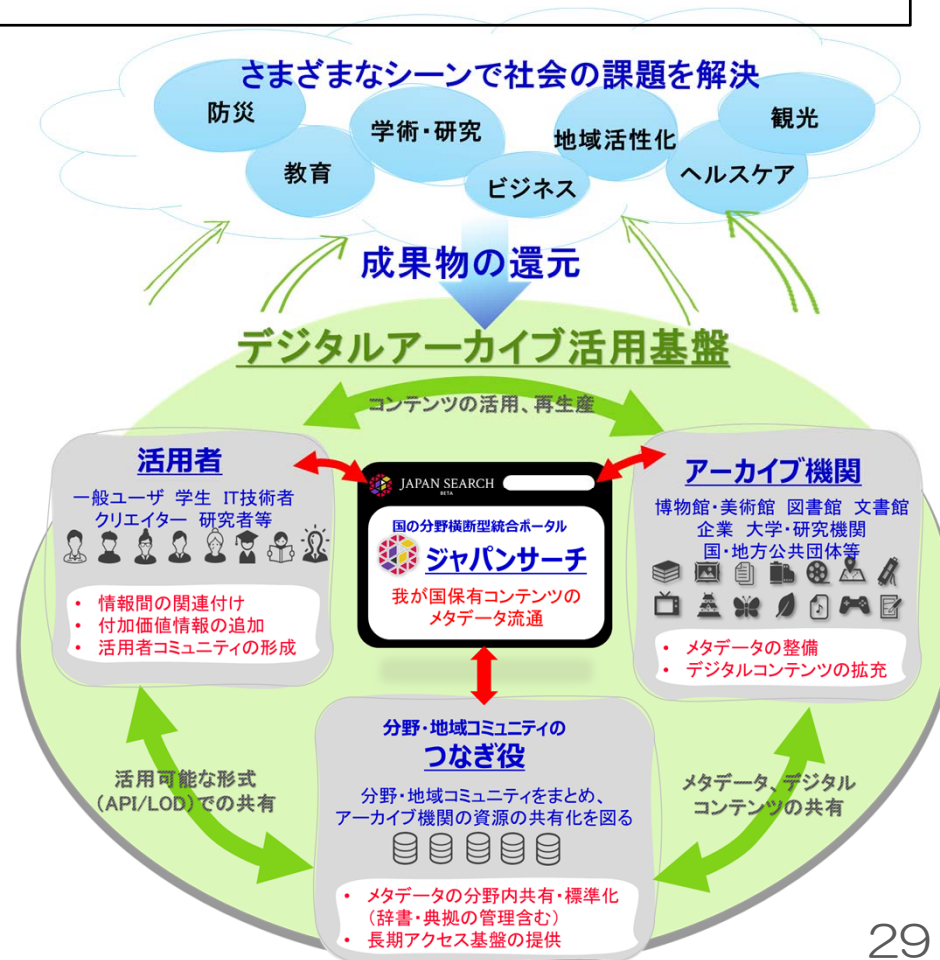 さまざまなシーンで社会の課題を解決
防災
学術・研究
地域活性化
観光
教育
ビジネス
ヘルスケア
成果物の還元
デジタルアーカイブ活用基盤
コンテンツの活用、再生産
活用者
一般ユーザ 学生 IT技術者
クリエイター 研究者等
• 情報間の関連付け
• 付加価値情報の追加
• 活用者コミュニティの形成
JAPAN SEARCH
BETA
国の分野横断型統合ポータル
ジャパンサーチ
我が国保有コンテンツの
メタデータ流通
アーカイブ機関
博物館・美術館 図書館 文書館
企業 大学・研究機関
国・地方公共団体等
• メタデータの整備
• デジタルコンテンツの拡充
活用可能な形式
(API/LOD)での共有
分野・地域コミュニティの
つなぎ役
分野・地域コミュニティをまとめ、
アーカイブ機関の資源の共有化を図る
• メタデータの分野内共有・標準化
(辞書・典拠の管理含む)
• 長期アクセス基盤の提供
メタデータ、デジタル
コンテンツの共有
29